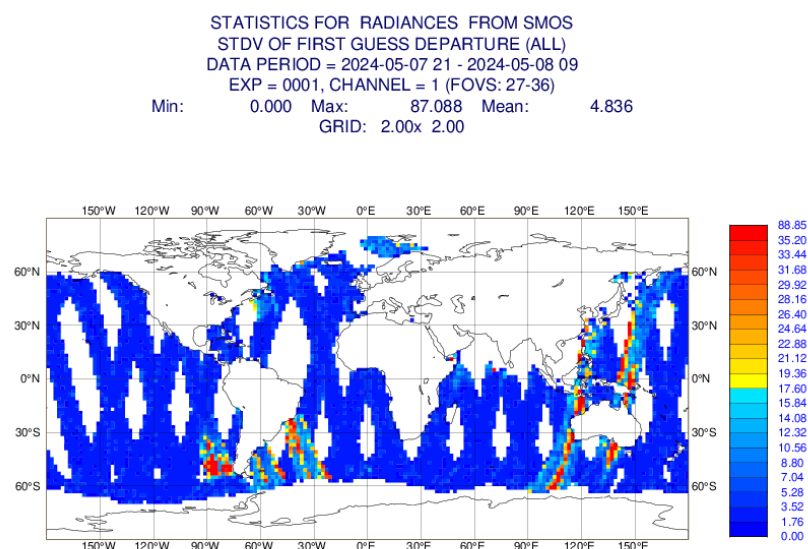 STATISTICS FOR RADIANCES FROM SMOS
STDV OF FIRST GUESS DEPARTURE (ALL)
DATA PERIOD = 2024-05-07 21 - 2024-05-08 09
EXP = 0001, CHANNEL = 1 (FOVS: 27-36)
Min: 0.000 Max: 87.088 Mean: 4.836
GRID: 2.00x 2.00
150°W 120°W 90°W 60°W 30°W 0°E 30°E 60°E 90°E 120°E 150°E
60°N
30°N
0°N
30°S
60°S
150°W 120°W 90°W 60°W 30°W 0°E 30°E 60°E 90°E 120°E 150°E
88.85
35.20
33.44
31.68
29.92
28.16
26.40
24.64
22.88
21.12
19.36
17.60
15.84
14.08
12.32
10.56
8.80
7.04
5.28
3.52
1.76
0.00